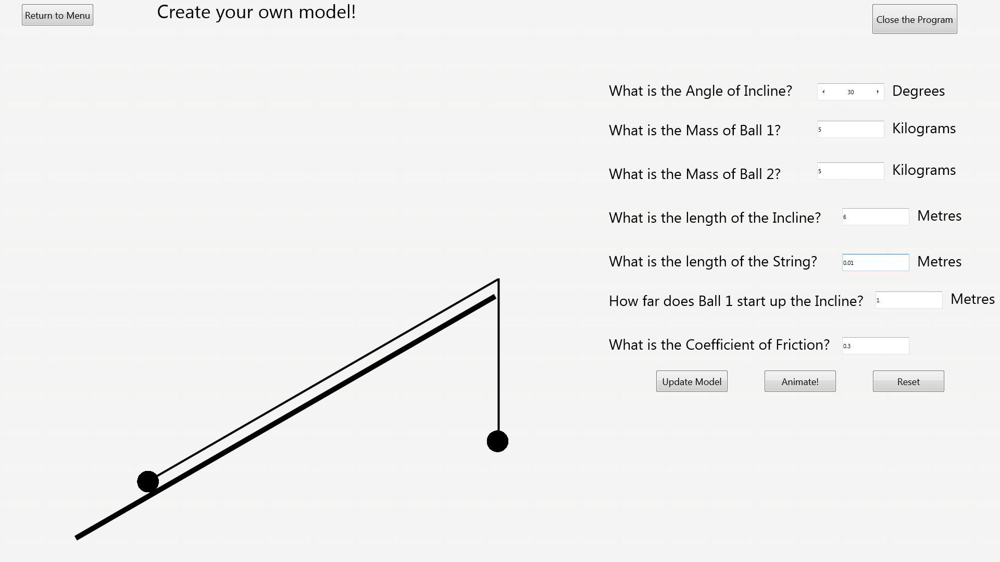 Return to Menu
Create your own model!
Close the Program
What is the Angle of Incline? 30 Degrees
What is the Mass of Ball 1? 5 Kilograms
What is the Mass of Ball 2? 5 Kilograms
What is the length of the Incline? 6 Metres
What is the length of the String? 0.01 Metres
How far does Ball 1 start up the Incline? 1 Metres
What is the Coefficient of Friction? 0.3
Update Model Animate! Reset